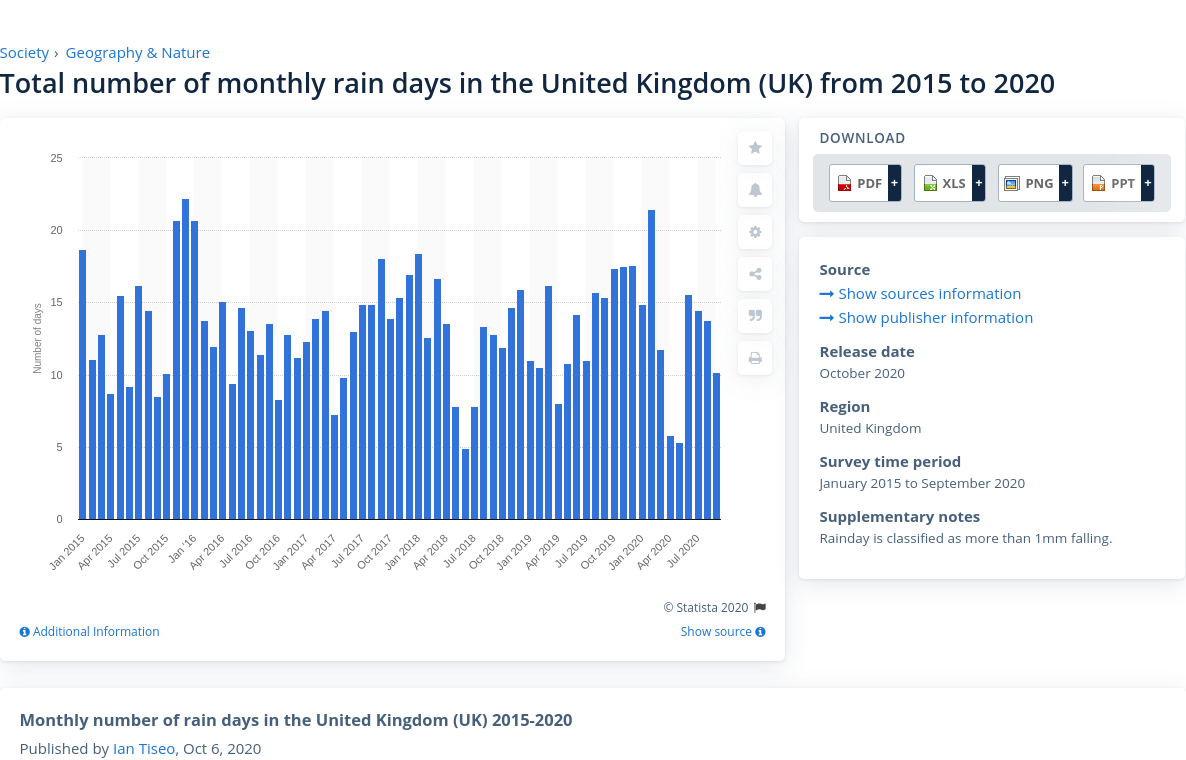 Society › Geography & Nature
Total number of monthly rain days in the United Kingdom (UK) from 2015 to 2020
25
20
15
10
5
0
Number of days
Jan 2015
Apr 2015
Jul 2015
Oct 2015
Jan '16
Apr 2016
Jul 2016
Oct 2016
Jan 2017
Apr 2017
Jul 2017
Oct 2017
Jan 2018
Apr 2018
Jul 2018
Oct 2018
Jan 2019
Apr 2019
Jul 2019
Oct 2019
Jan 2020
Apr 2020
Jul 2020
© Statista 2020
Additional Information
Show source
DOWNLOAD
PDF + XLS + PNG + PPT +
Source
Show sources information
Show publisher information
Release date
October 2020
Region
United Kingdom
Survey time period
January 2015 to September 2020
Supplementary notes
Rainday is classified as more than 1mm falling.
Monthly number of rain days in the United Kingdom (UK) 2015-2020
Published by Ian Tiseo, Oct 6, 2020